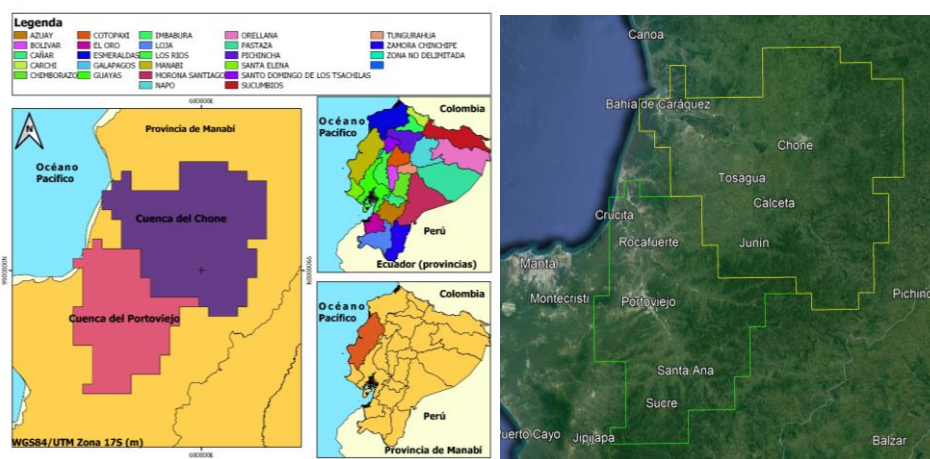 Legenda
AZUAY
BOLIVAR
CAÑAR
CARCHI
CHIMBORAZO
COTOPAXI
EL ORO
ESMERALDAS
GALAPAGOS
GUAYAS
IMBABURA
LOJA
LOS RIOS
MANABI
MORONA SANTIAGO
NAPO
ORELLANA
PASTAZA
PICHINCHA
SANTA ELENA
SANTO DOMINGO DE LOS TSACHILAS
SUCUMBIOS
TUNGURAHUA
ZAMORA CHINCHIPE
ZONA NO DELIMITADA
680000E
N
Provincia de Manabí
Océano
Pacífico
Cuenca del Chone
Cuenca del Portoviejo
WGS84/UTM Zona 17S (m)
680000E
Colombia
Océano
Pacífico
Perú
Ecuador (provincias)
Colombia
Océano
Pacífico
Perú
Provincia de Manabí
Canoa
Bahía de Caráquez
Chone
Tosagua
Calceta
Crucita
Rocafuerte
Junín
Manta
Montecristi
Portoviejo
Pichinc
Santa Ana
Sucre
uerto Cayo
Jipijapa
Balzar